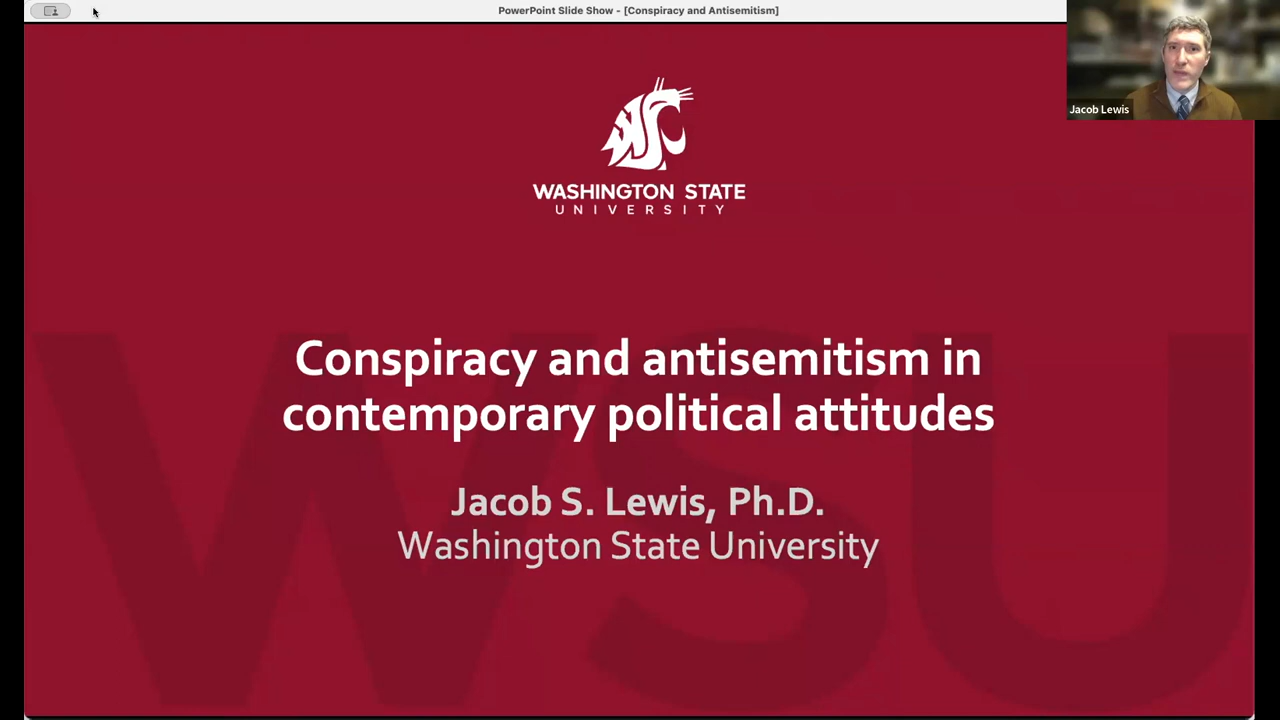 PowerPoint Slide Show - [Conspiracy and Antisemitism]
Jacob Lewis
WASHINGTON STATE
UNIVERSITY
Conspiracy and antisemitism in
contemporary political attitudes
Jacob S. Lewis, Ph.D.
Washington State University
WSU